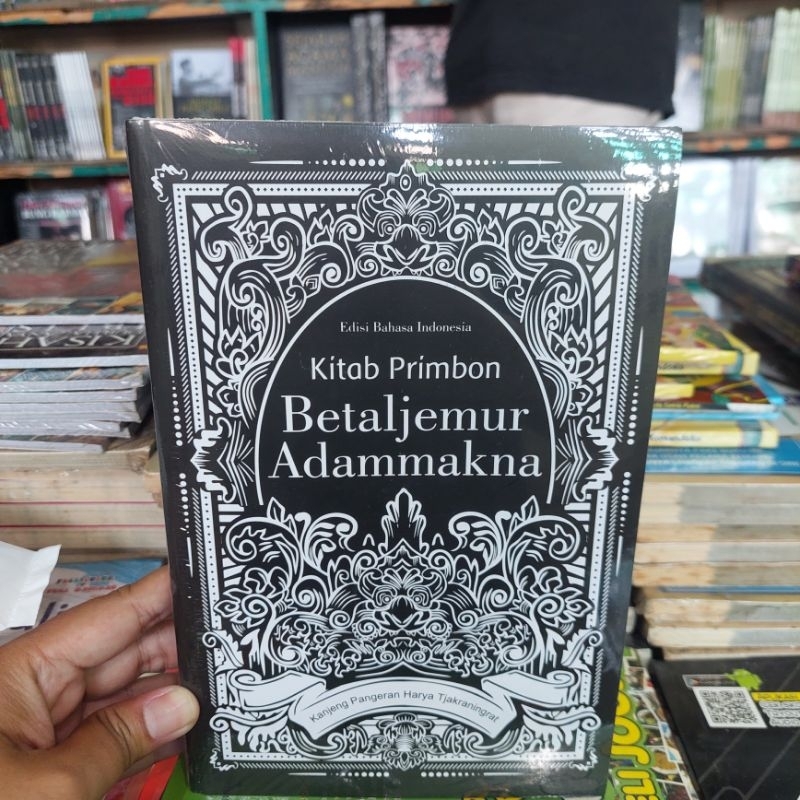 Edisi Bahasa Indonesia
Kitab Primbon
Betaljemur
Adammakna
Kanjeng Pangeran Harya Tjakraningrat